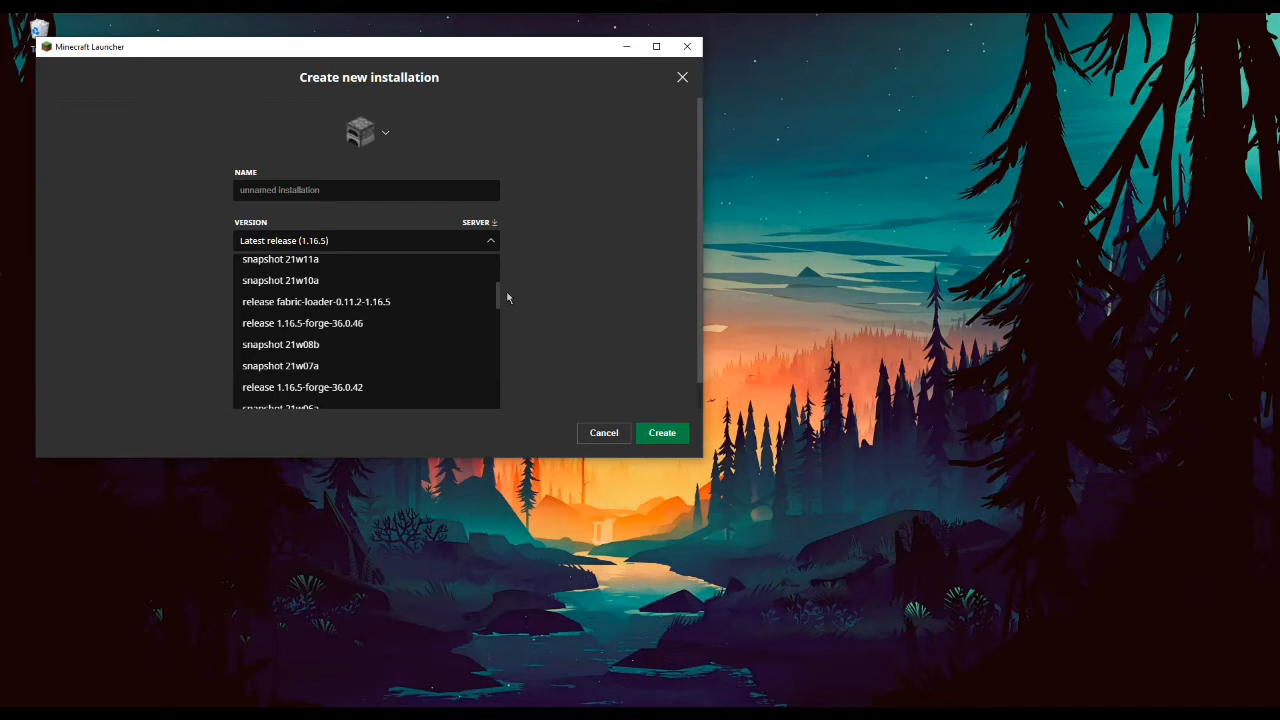 Minecraft Launcher
Create new installation
NAME
unnamed installation
VERSION
SERVER
Latest release (1.16.5)
snapshot 21w11a
snapshot 21w10a
release fabric-loader-0.11.2-1.16.5
release 1.16.5-forge-36.0.46
snapshot 21w08b
snapshot 21w07a
release 1.16.5-forge-36.0.42
snapshot 21w06a
Cancel
Create